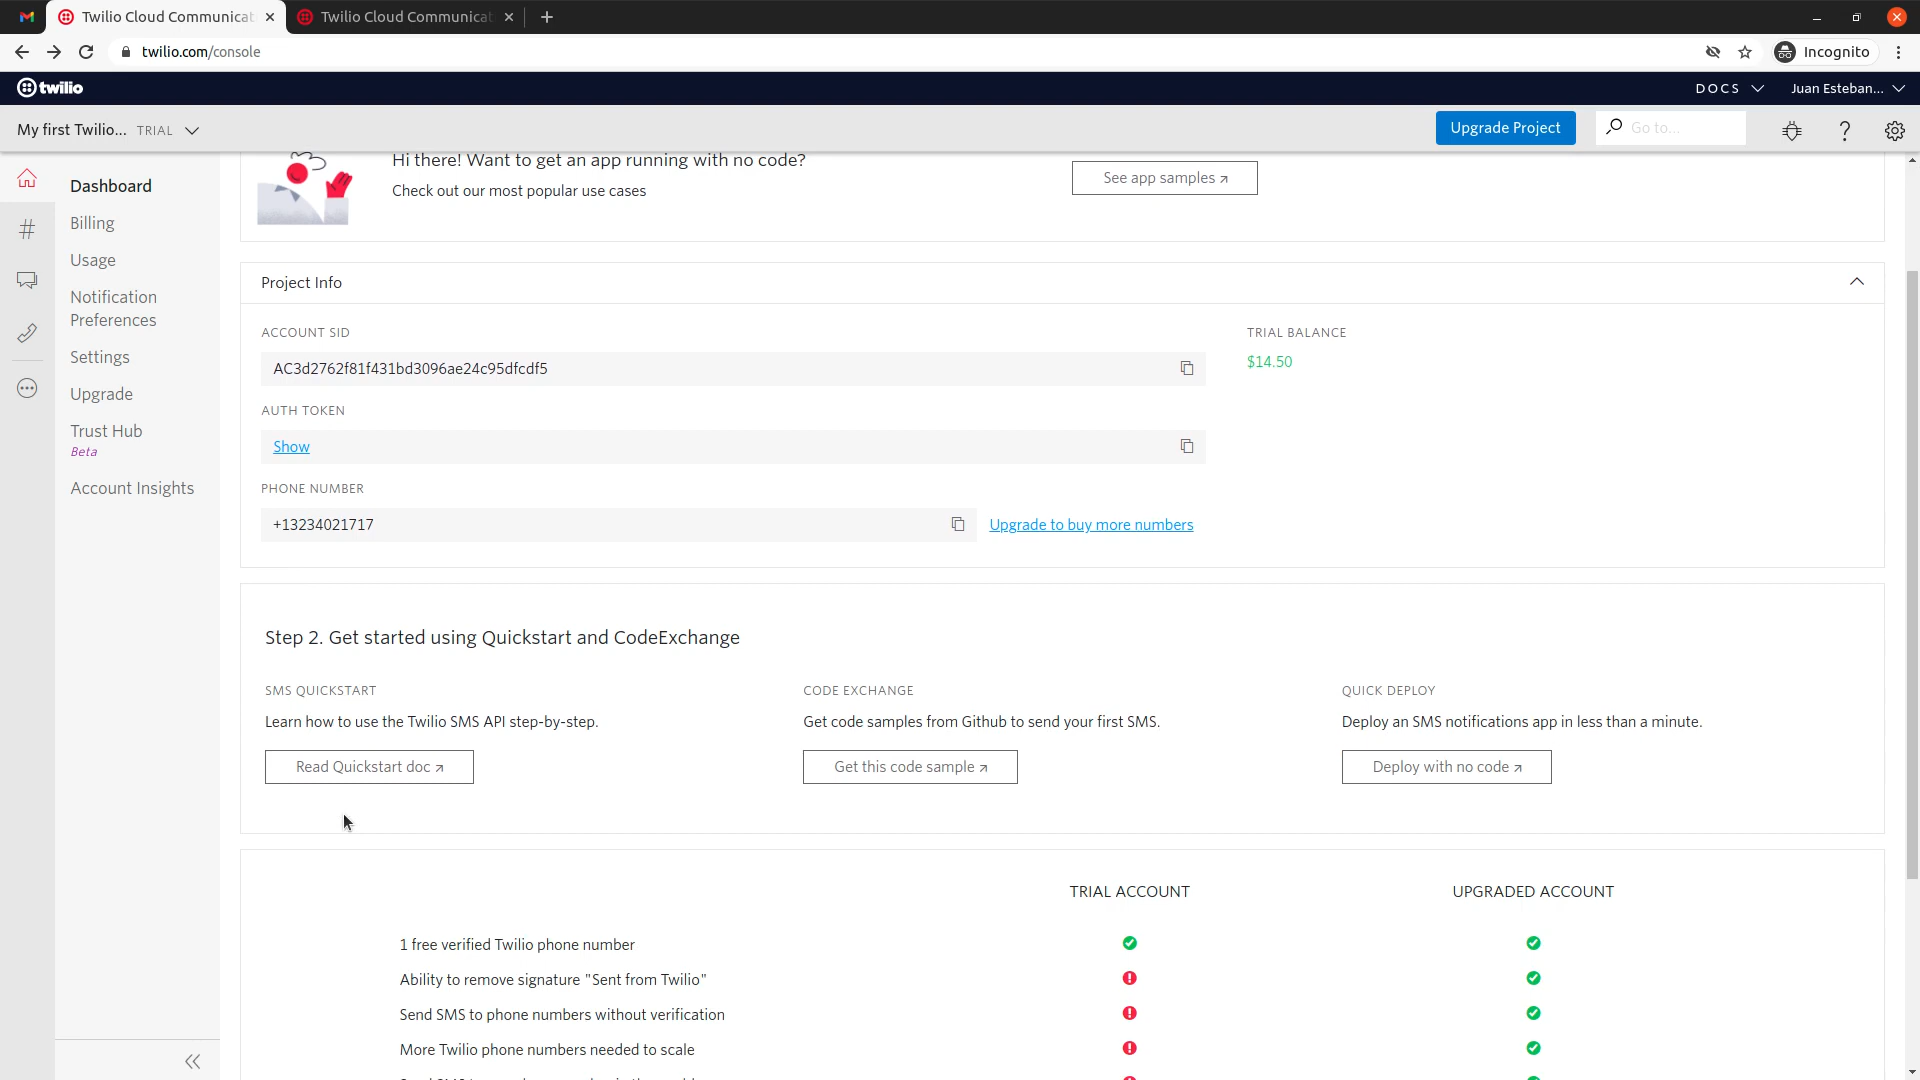 Twilio Cloud Communicat
Twilio Cloud Communicat
twilio.com/console
Incognito
twilio
DOCS
Juan Esteban...
My first Twilio... TRIAL
Upgrade Project
Go to...
?
Hi there! Want to get an app running with no code?
Check out our most popular use cases
See app samples
Dashboard
Billing
Usage
Notification
Preferences
Settings
Upgrade
Trust Hub
Beta
Account Insights
Project Info
ACCOUNT SID
AC3d2762f81f431bd3096ae24c95dfcdf5
TRIAL BALANCE
$14.50
AUTH TOKEN
Show
PHONE NUMBER
+13234021717
Upgrade to buy more numbers
Step 2. Get started using Quickstart and CodeExchange
SMS QUICKSTART
Learn how to use the Twilio SMS API step-by-step.
Read Quickstart doc
CODE EXCHANGE
Get code samples from Github to send your first SMS.
Get this code sample
QUICK DEPLOY
Deploy an SMS notifications app in less than a minute.
Deploy with no code
TRIAL ACCOUNT
UPGRADED ACCOUNT
1 free verified Twilio phone number
Ability to remove signature "Sent from Twilio"
Send SMS to phone numbers without verification
More Twilio phone numbers needed to scale